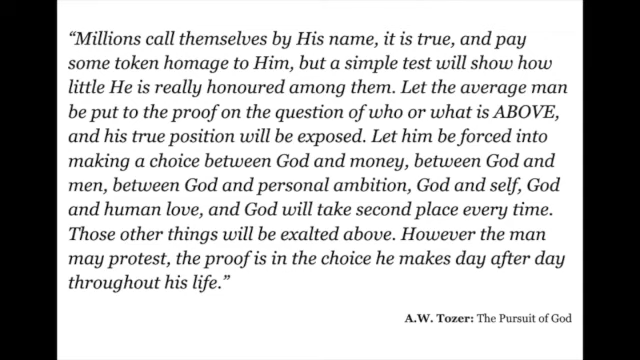 “Millions call themselves by His name, it is true, and pay
some token homage to Him, but a simple test will show how
little He is really honoured among them. Let the average man
be put to the proof on the question of who or what is ABOVE,
and his true position will be exposed. Let him be forced into
making a choice between God and money, between God and
men, between God and personal ambition, God and self, God
and human love, and God will take second place every time.
Those other things will be exalted above. However the man
may protest, the proof is in the choice he makes day after day
throughout his life.”
A.W. Tozer: The Pursuit of God